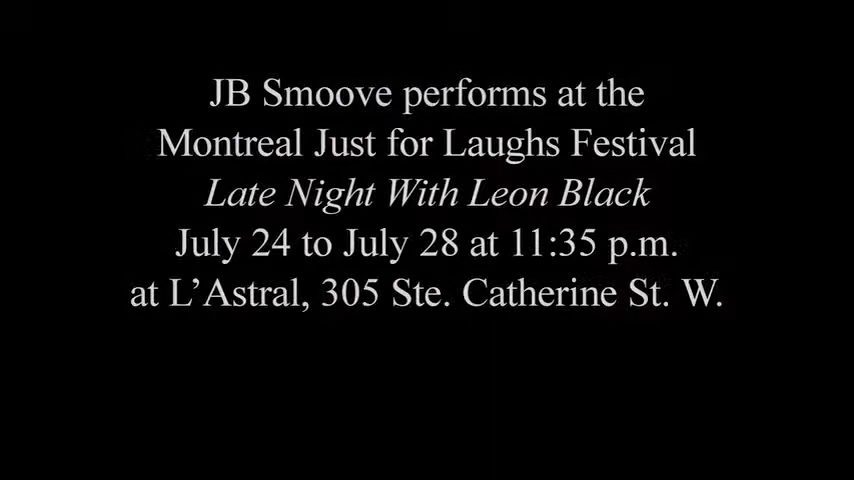 JB Smoove performs at the
Montreal Just for Laughs Festival
Late Night With Leon Black
July 24 to July 28 at 11:35 p.m.
at L’Astral, 305 Ste. Catherine St. W.